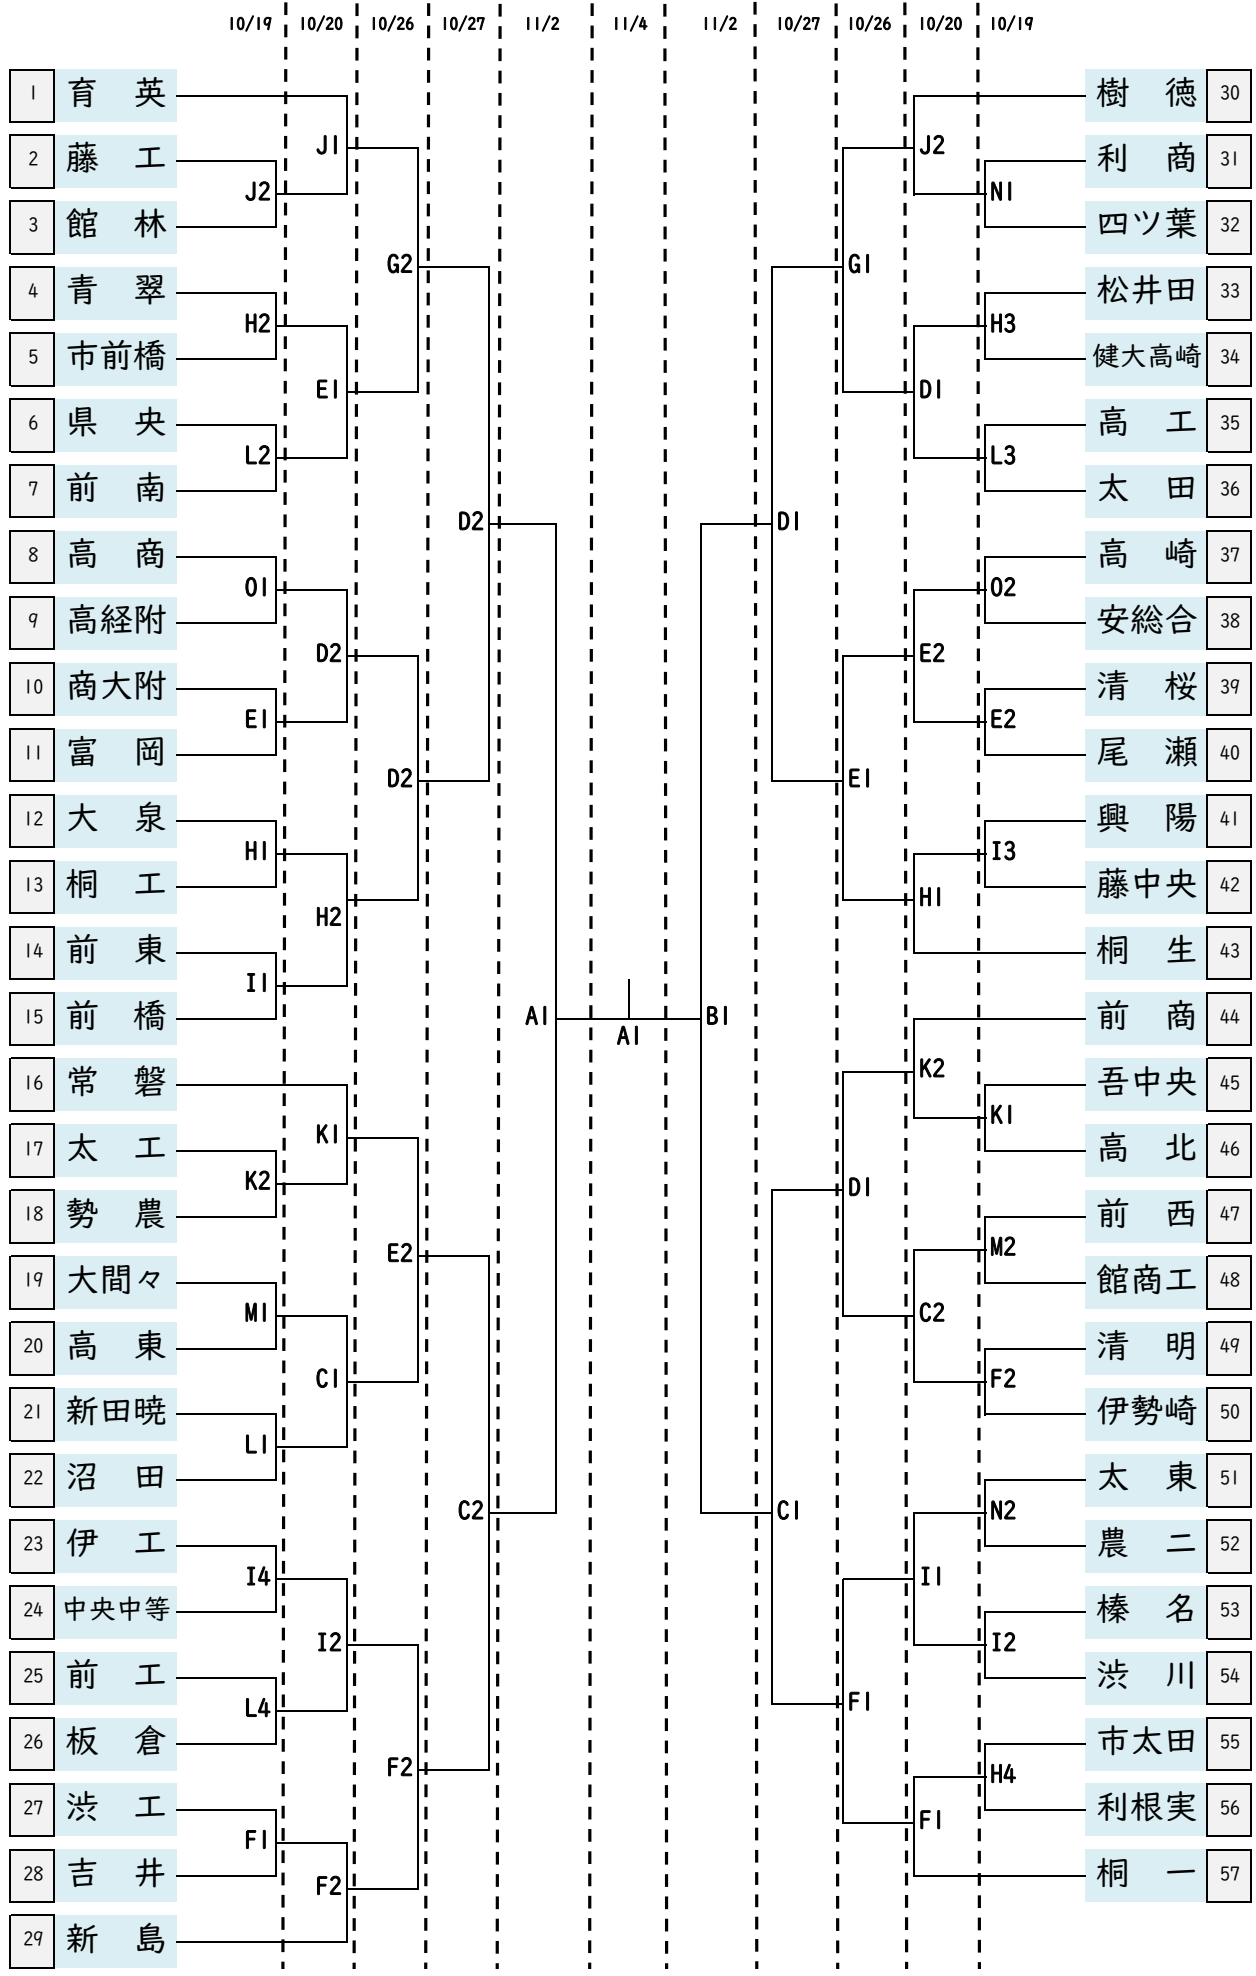 10/19 10/20 10/26 10/27 11/2 11/4 11/2 10/27 10/26 10/20 10/19
1 育 英
2 藤 工
3 館 林
4 青 翠
5 市前橋
6 県 央
7 前 南
8 高 商
9 高経附
10 商大附
11 富 岡
12 大 泉
13 桐 工
14 前 東
15 前 橋
16 常 磐
17 太 工
18 勢 農
19 大間々
20 高 東
21 新田暁
22 沼 田
23 伊 工
24 中央中等
25 前 工
26 板 倉
27 渋 工
28 吉 井
29 新 島
J2
H2
L2
O1
E1
H1
I1
K2
M1
L1
I4
L4
F1
J1
E1
D2
H2
K1
C1
I2
F2
G2
D2
E2
F2
D2
C2
A1
A1
B1
D1
C1
G1
E1
D1
F1
J2
D1
E2
H1
K2
C2
I1
F1
N1
H3
L3
O2
E2
I3
K1
M2
F2
N2
I2
H4
樹 徳 30
利 商 31
四ツ葉 32
松井田 33
健大高崎 34
高 工 35
太 田 36
高 崎 37
安総合 38
清 桜 39
尾 瀬 40
興 陽 41
藤中央 42
桐 生 43
前 商 44
吾中央 45
高 北 46
前 西 47
館商工 48
清 明 49
伊勢崎 50
太 東 51
農 二 52
榛 名 53
渋 川 54
市太田 55
利根実 56
桐 一 57